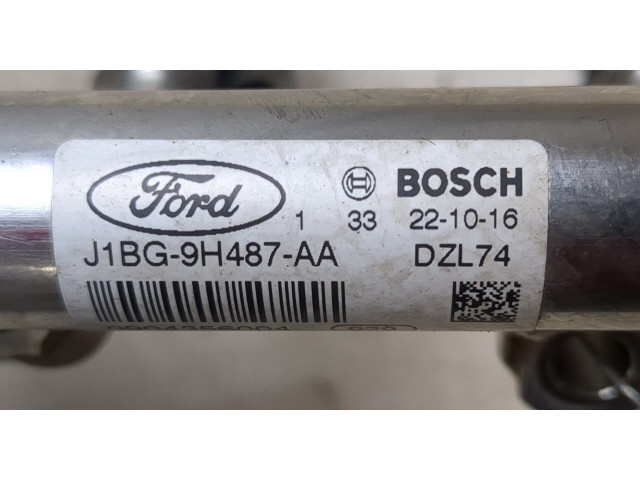 Ford 1 33 BOSCH 22-10-16
J1BG-9H487-AA DZL74